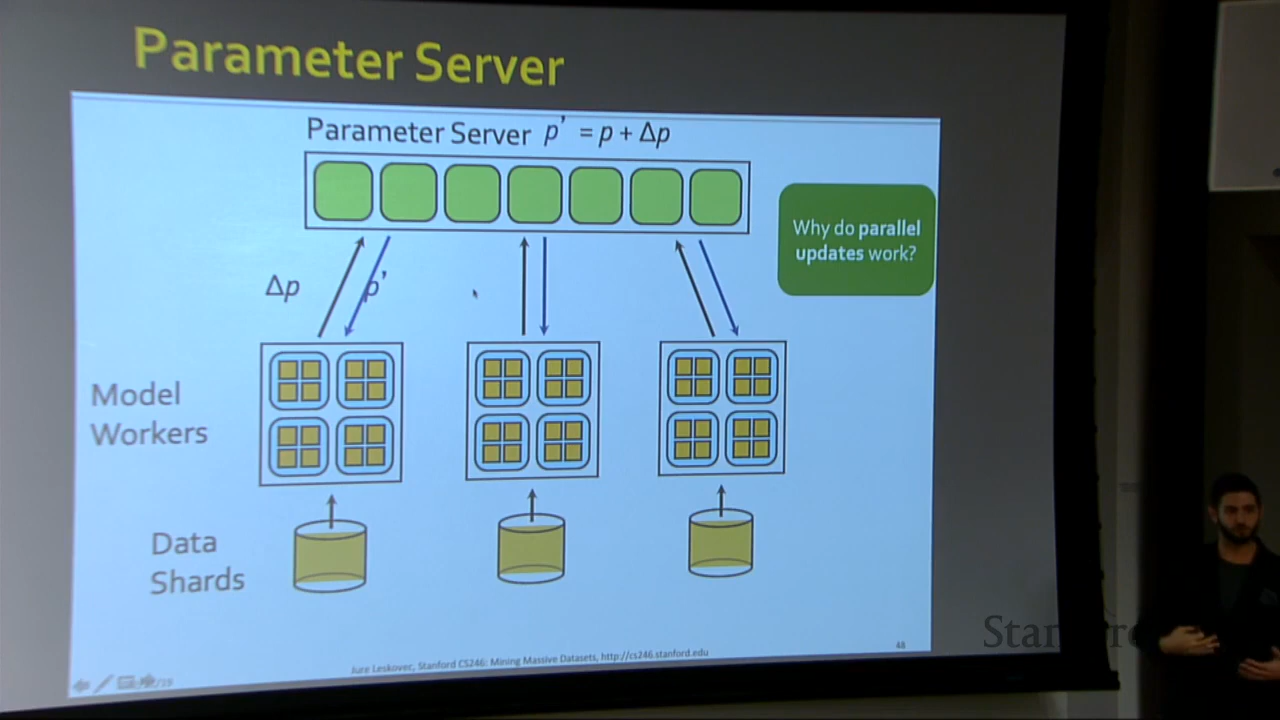 Parameter Server
Parameter Server p' = p + Δp
Why do parallel
updates work?
Δp
p'
Model
Workers
Data
Shards
Jure Leskovec, Stanford CS246: Mining Massive Datasets, http://cs246.stanford.edu
48
Stanford